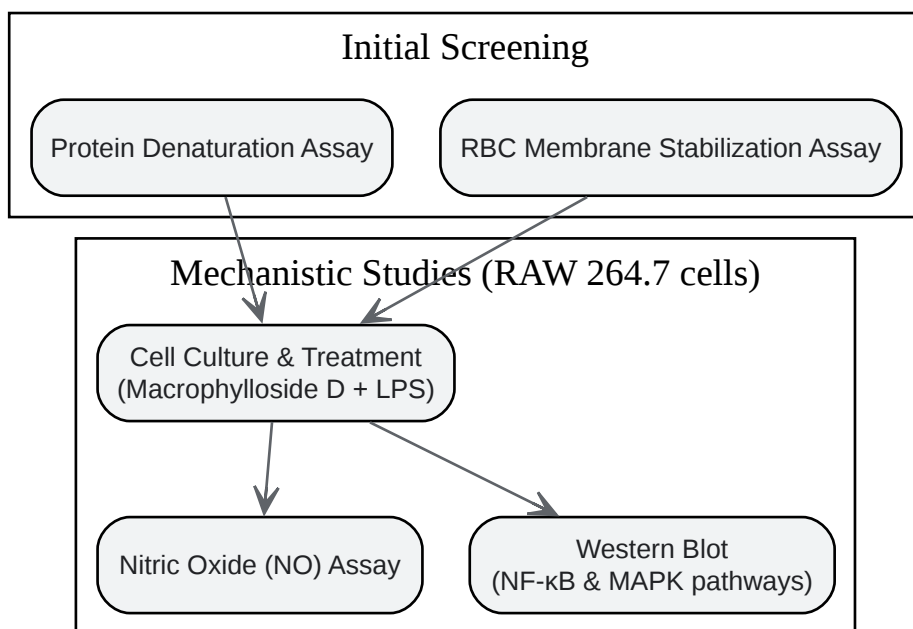 Initial Screening
Protein Denaturation Assay
RBC Membrane Stabilization Assay
Mechanistic Studies (RAW 264.7 cells)
Cell Culture & Treatment
(Macrophylloside D + LPS)
Nitric Oxide (NO) Assay
Western Blot
(NF-κB & MAPK pathways)